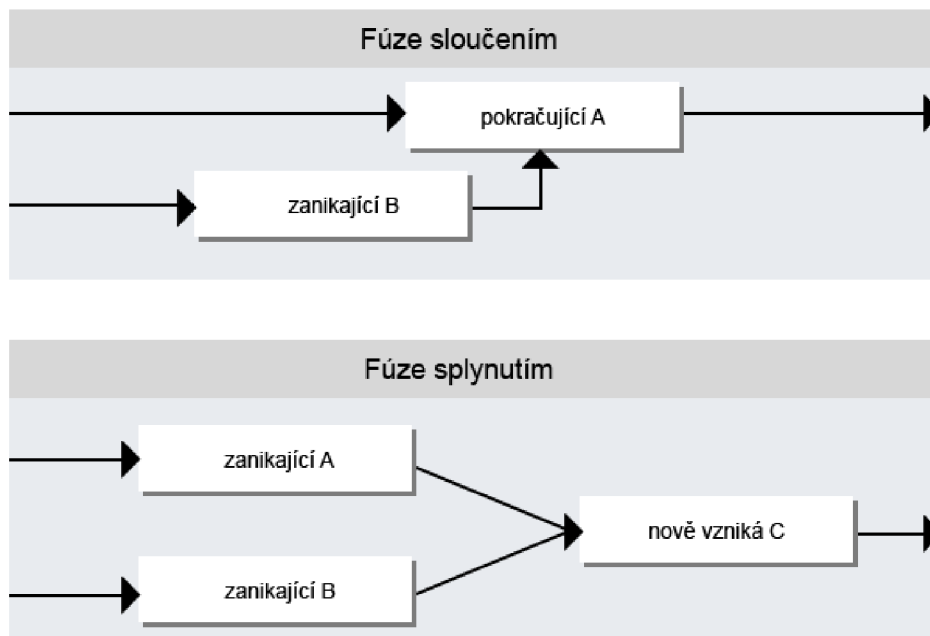 Fúze sloučením
pokračující A
zanikající B
Fúze splynutím
zanikající A
nově vzniká C
zanikající B